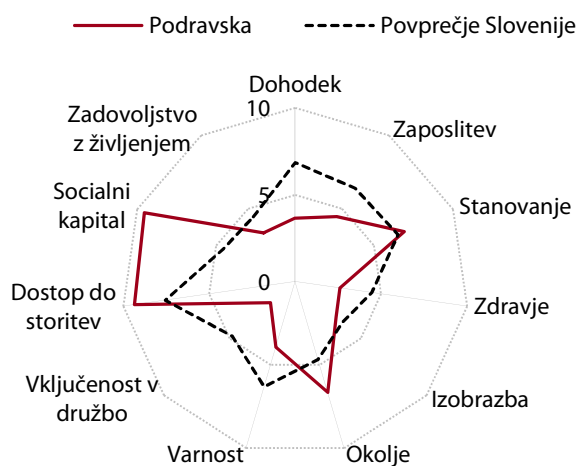 Podravska
Povprečje Slovenije
Dohodek
10
Zaposlitev
Zadovoljstvo
z življenjem
5
Stanovanje
Socialni
kapital
0
Zdravje
Dostop do
storitev
Izobrazba
Vključenost v
družbo
Okolje
Varnost